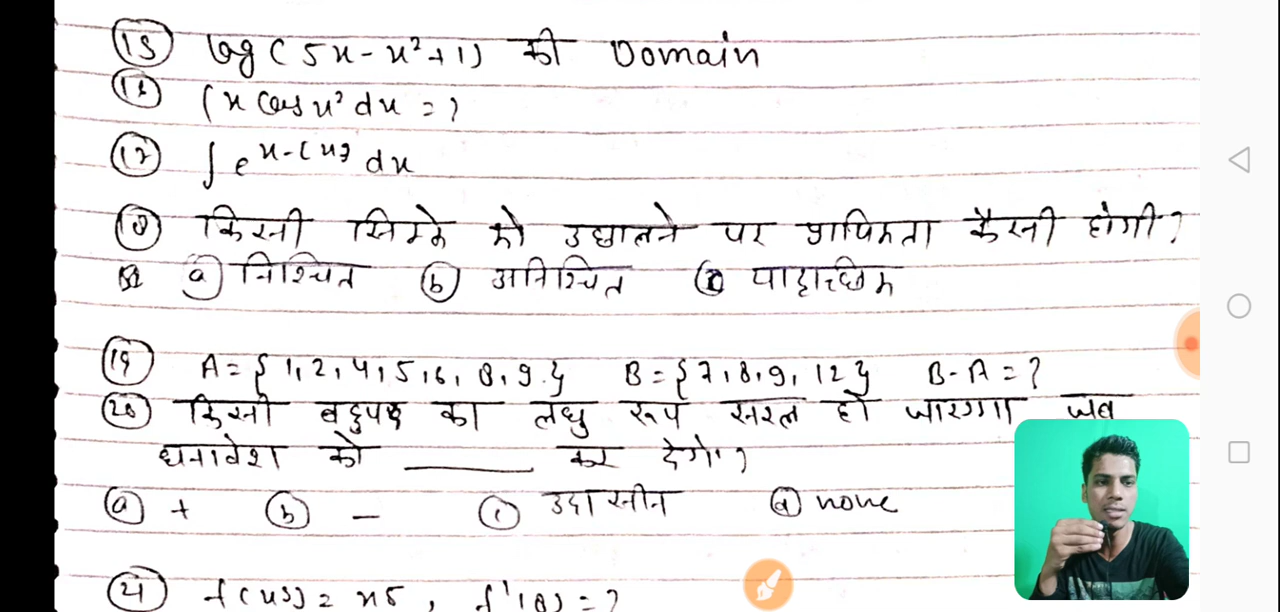 (15) log(5x-x²+1) की Domain
(16) ∫x cos x² dx = ?
(17) ∫e^x-[x] dx
(18) किसी सिक्के को उछालने पर प्रायिकता कैसी होगी?
(a) निश्चित (b) अनिश्चित (c) यादृच्छिक
(19) A = {1, 2, 4, 5, 6, 8, 9} B = {7, 8, 9, 12} B-A = ?
(20) किसी बहुपद का लघु रूप सरल हो जाएगा जब
धनावेश को ______ कर देगे?
(a) + (b) - (c) उदासीन (d) none
(21) f(x³) = x5, f'(8) = ?